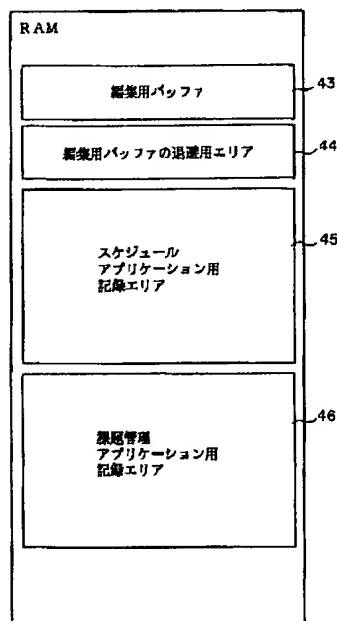 RAM
編集用バッファ
43
編集用バッファの退避用エリア
44
スケジュール
アプリケーション用
記録エリア
45
課題管理
アプリケーション用
記録エリア
46